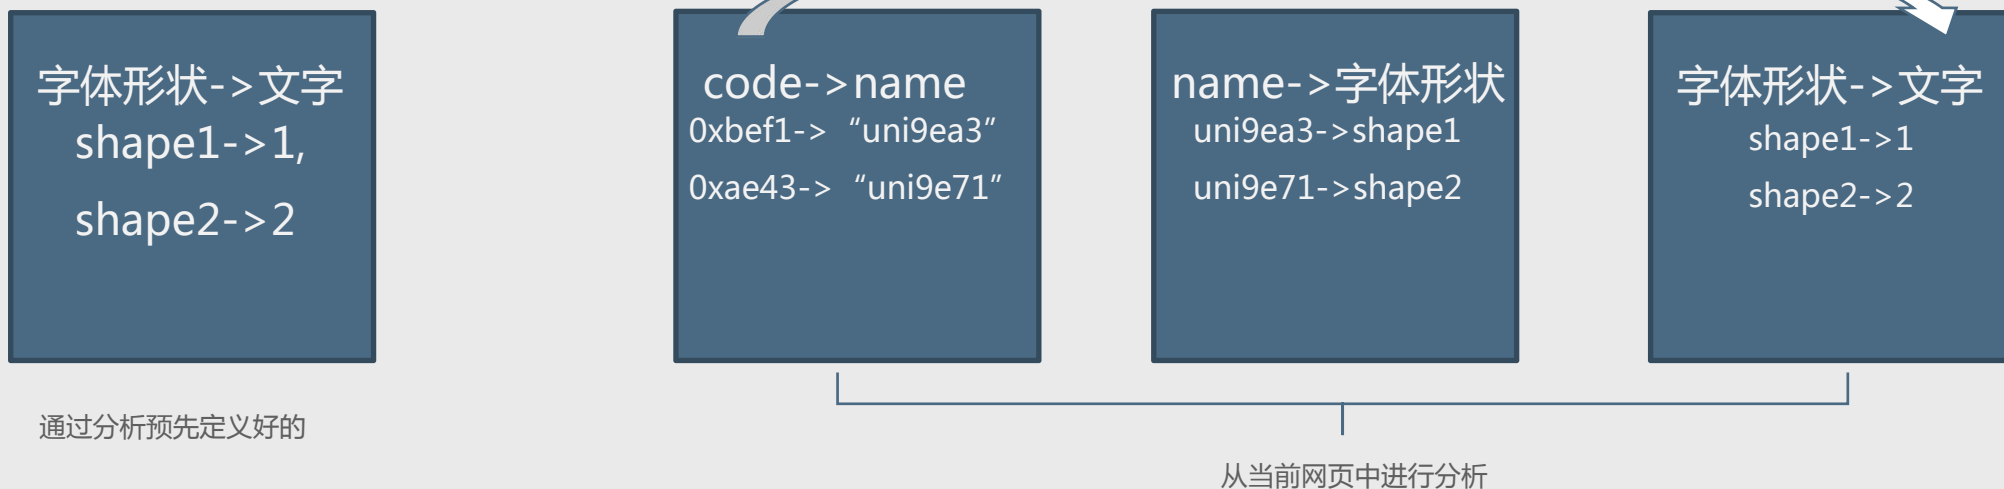 字体形状->文字
shape1->1,
shape2->2
code->name
0xbef1->“uni9ea3”
0xae43->“uni9e71”
name->字体形状
uni9ea3->shape1
uni9e71->shape2
字体形状->文字
shape1->1
shape2->2
通过分析预先定义好的
从当前网页中进行分析